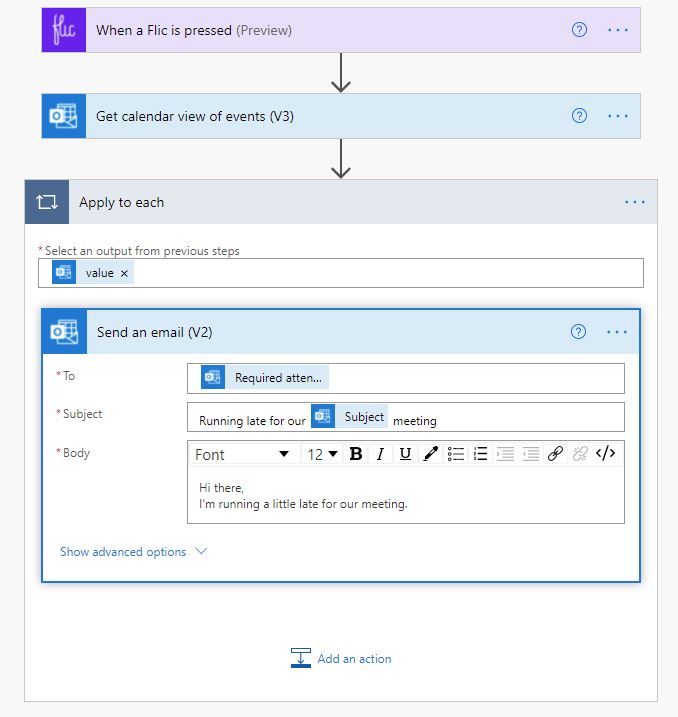 flic When a Flic is pressed (Preview)
Get calendar view of events (V3)
Apply to each
* Select an output from previous steps
value ×
Send an email (V2)
* To
Required atten...
* Subject
Running late for our Subject meeting
* Body
Font 12 B I U </>
Hi there,
I'm running a little late for our meeting.
Show advanced options
Add an action